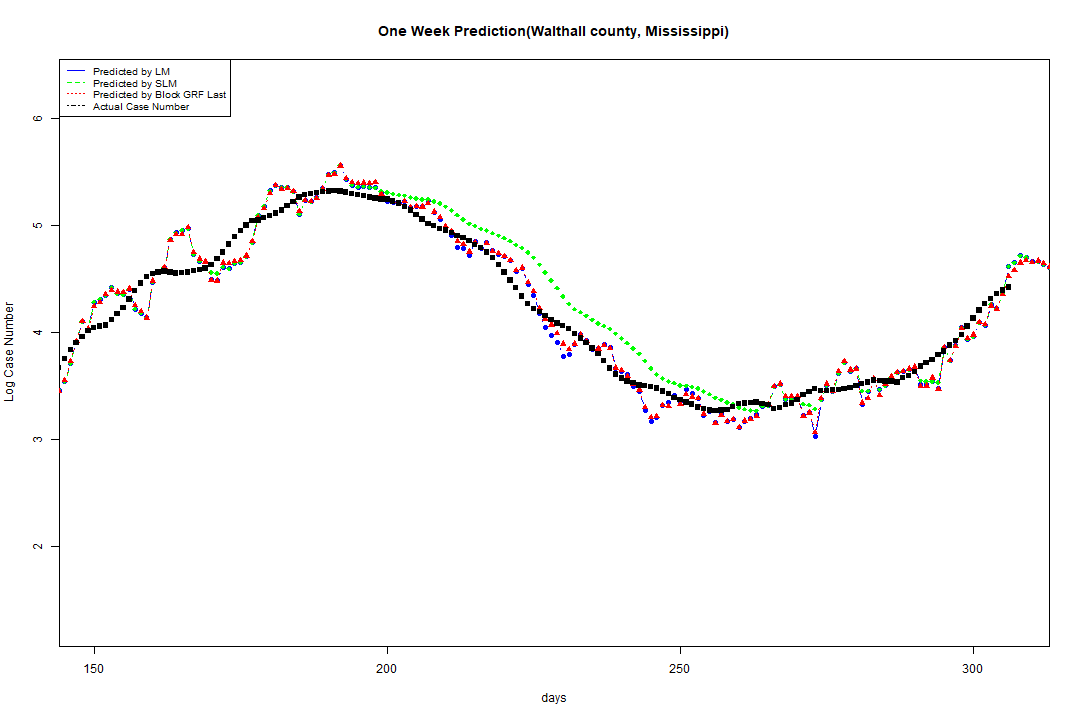 One Week Prediction(Walthall county, Mississippi)
Predicted by LM
Predicted by SLM
Predicted by Block GRF Last
Actual Case Number
Log Case Number
6
5
4
3
2
150 200 250 300
days